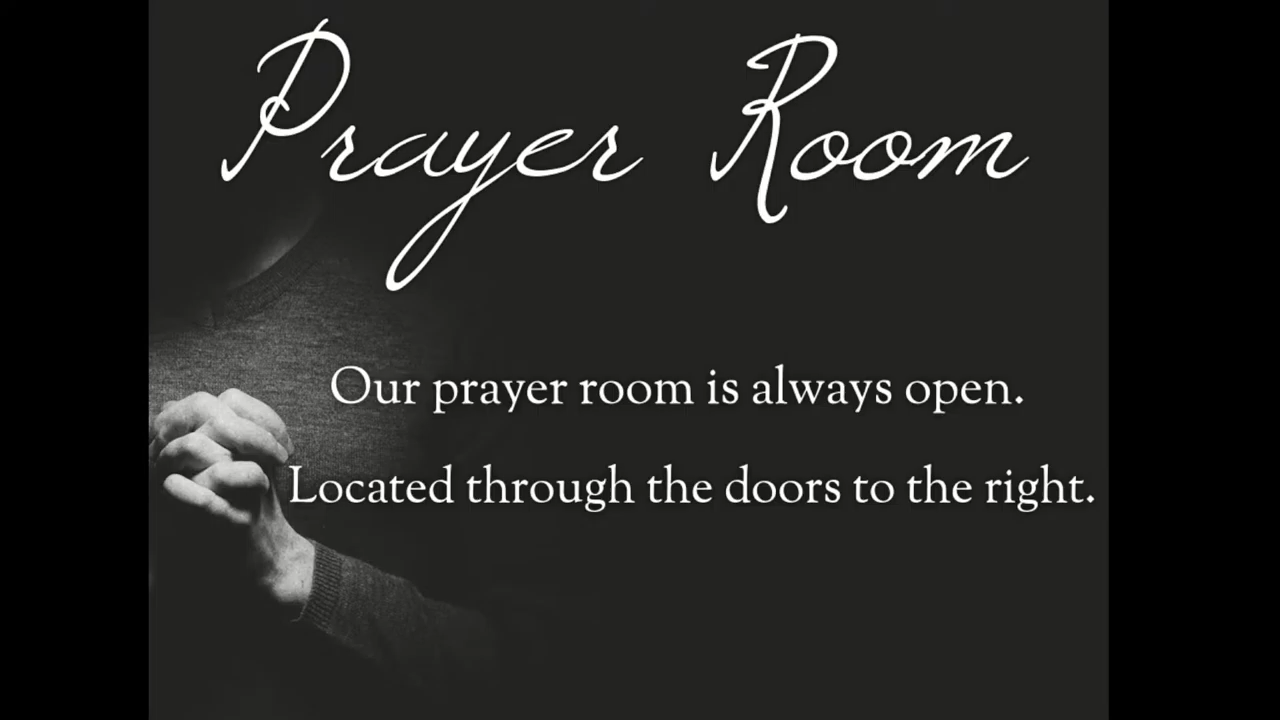 Prayer Room
Our prayer room is always open.
Located through the doors to the right.